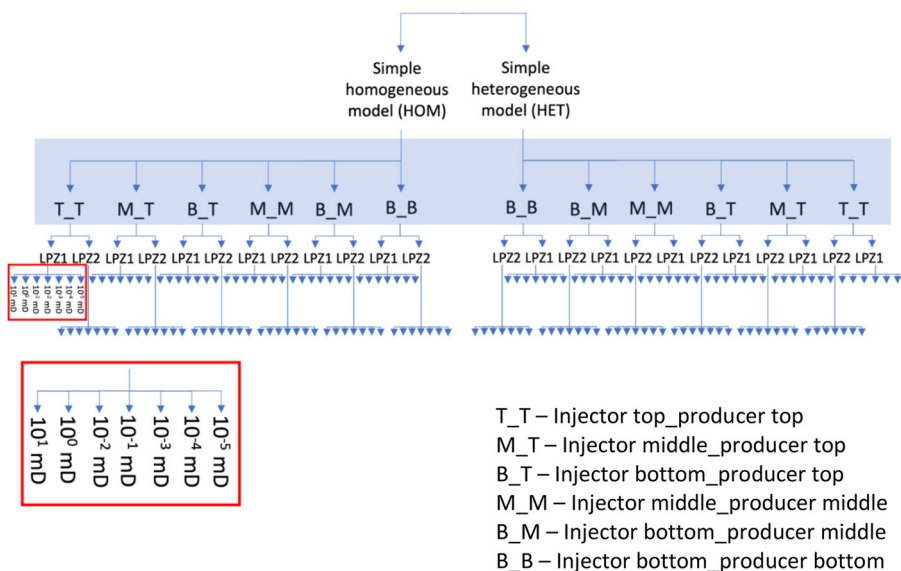 Simple
homogeneous
model (HOM)
Simple
heterogeneous
model (HET)
T_T M_T B_T M_M B_M B_B B_B B_M M_M B_T M_T T_T
LPZ1 LPZ2 LPZ1 LPZ2 LPZ1 LPZ2 LPZ1 LPZ2 LPZ1 LPZ2 LPZ1 LPZ2 LPZ2 LPZ1 LPZ2 LPZ1 LPZ2 LPZ1 LPZ2 LPZ1 LPZ2 LPZ1 LPZ2 LPZ1
10¹ mD
10⁰ mD
10⁻² mD
10⁻¹ mD
10⁻³ mD
10⁻⁴ mD
10⁻⁵ mD
T_T – Injector top_producer top
M_T – Injector middle_producer top
B_T – Injector bottom_producer top
M_M – Injector middle_producer middle
B_M – Injector bottom_producer middle
B_B – Injector bottom_producer bottom